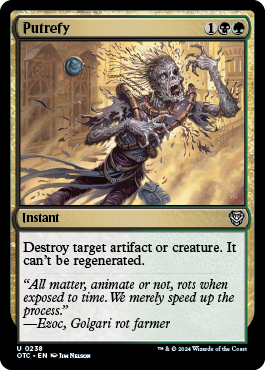 Putrefy 1
Instant
Destroy target artifact or creature. It
can't be regenerated.
“All matter, animate or not, rots when
exposed to time. We merely speed up the
process.”
—Ezoc, Golgari rot farmer
U 0238
OTC • EN Jim Nelson
™ & © 2024 Wizards of the Coast